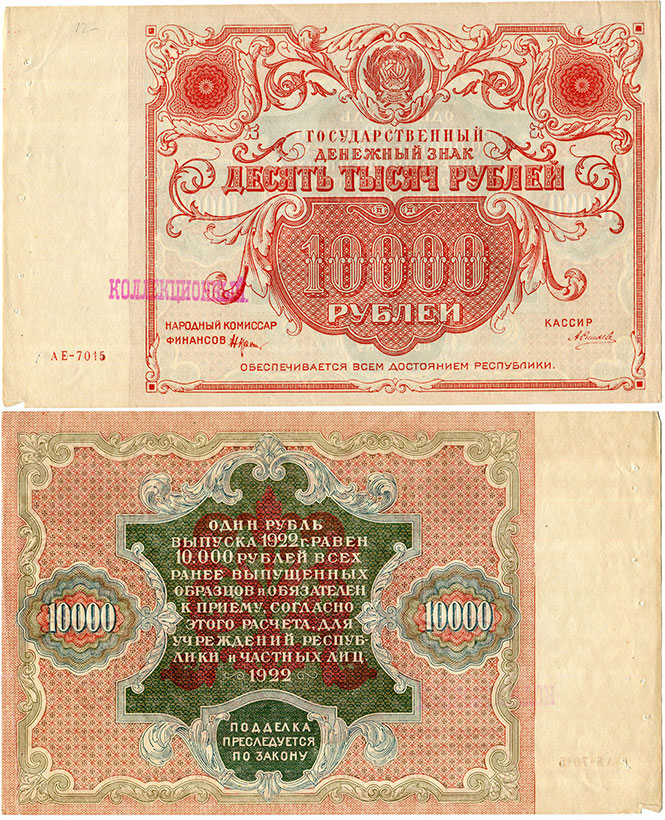 12-
ГОСУДАРСТВЕННЫЙ
ДЕНЕЖНЫЙ ЗНАК
ДЕСЯТЬ ТЫСЯЧ РУБЛЕЙ
10000
РУБЛЕЙ
КОЛЛЕКЦИОННЫЙ
НАРОДНЫЙ КОМИССАР
ФИНАНСОВ
КАССИР
АЕ-7015
ОБЕСПЕЧИВАЕТСЯ ВСЕМ ДОСТОЯНИЕМ РЕСПУБЛИКИ.
ОДИН РУБЛЬ
ВЫПУСКА 1922 г. РАВЕН
10.000 РУБЛЕЙ ВСЕХ
РАНЕЕ ВЫПУЩЕННЫХ
ОБРАЗЦОВ и ОБЯЗАТЕЛЕН
К ПРИЕМУ, СОГЛАСНО
ЭТОГО РАСЧЕТА, ДЛЯ
УЧРЕЖДЕНИЙ РЕСПУБ-
ЛИКИ и ЧАСТНЫХ ЛИЦ.
1922
10000
10000
ПОДДЕЛКА
ПРЕСЛЕДУЕТСЯ
ПО ЗАКОНУ